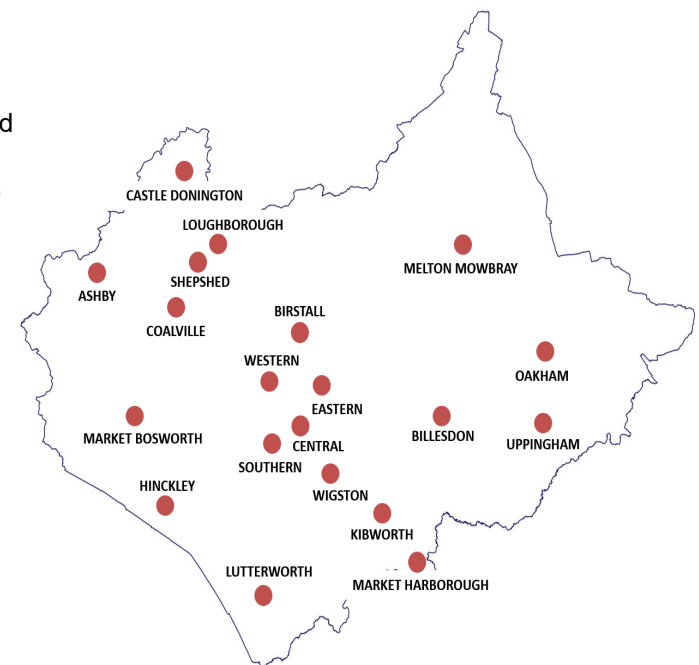 d
CASTLE DONINGTON
LOUGHBOROUGH
SHEPSHED
MELTON MOWBRAY
ASHBY
COALVILLE
BIRSTALL
WESTERN
OAKHAM
EASTERN
MARKET BOSWORTH
CENTRAL
BILLESDON
UPPINGHAM
SOUTHERN
HINCKLEY
WIGSTON
KIBWORTH
LUTTERWORTH
MARKET HARBOROUGH